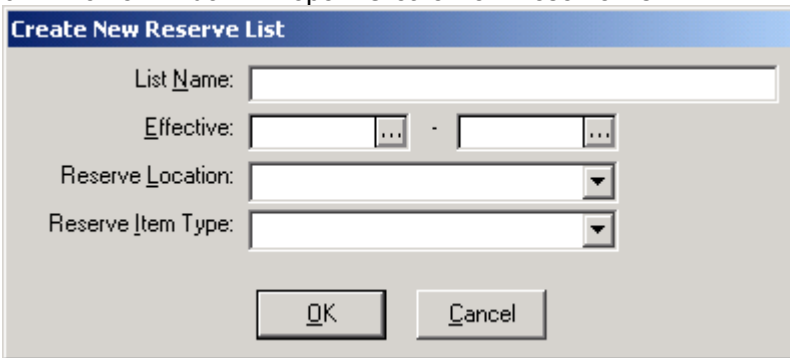 Create New Reserve List
List Name:
Effective: ... - ...
Reserve Location:
Reserve Item Type:
OK Cancel